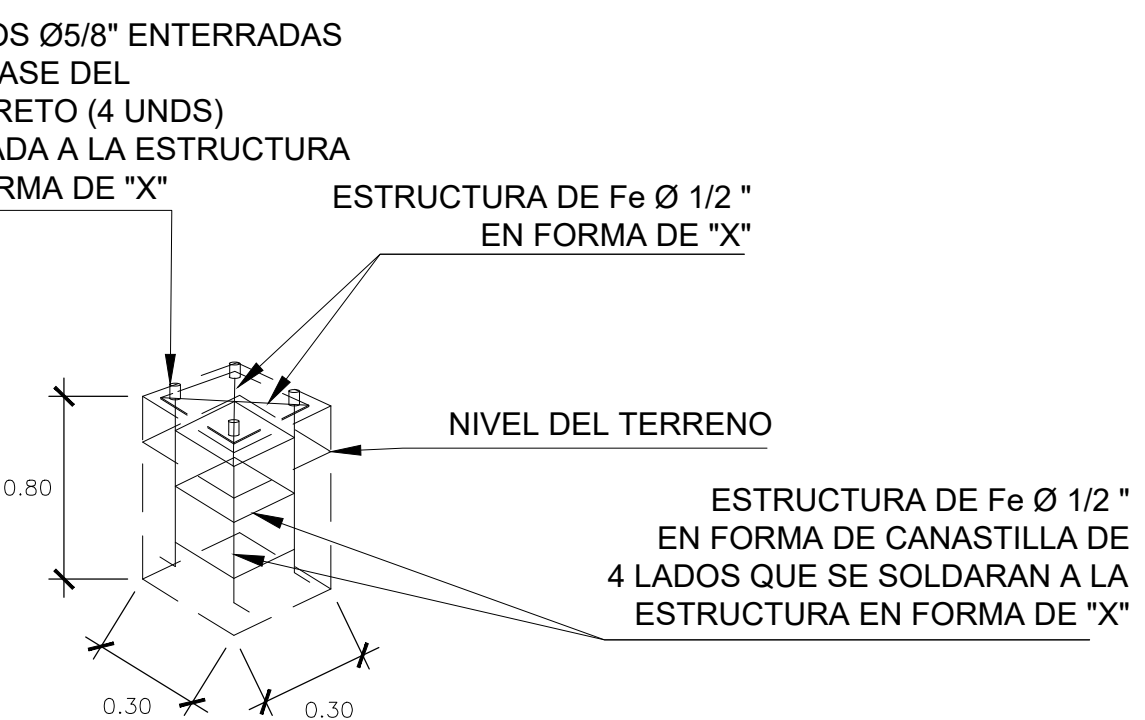 OS Ø5/8" ENTERRADAS
ASE DEL
RETO (4 UNDS)
ADA A LA ESTRUCTURA
RMA DE "X"
ESTRUCTURA DE Fe Ø 1/2 "
EN FORMA DE "X"
NIVEL DEL TERRENO
0.80
ESTRUCTURA DE Fe Ø 1/2 "
EN FORMA DE CANASTILLA DE
4 LADOS QUE SE SOLDARAN A LA
ESTRUCTURA EN FORMA DE "X"
0.30
0.30